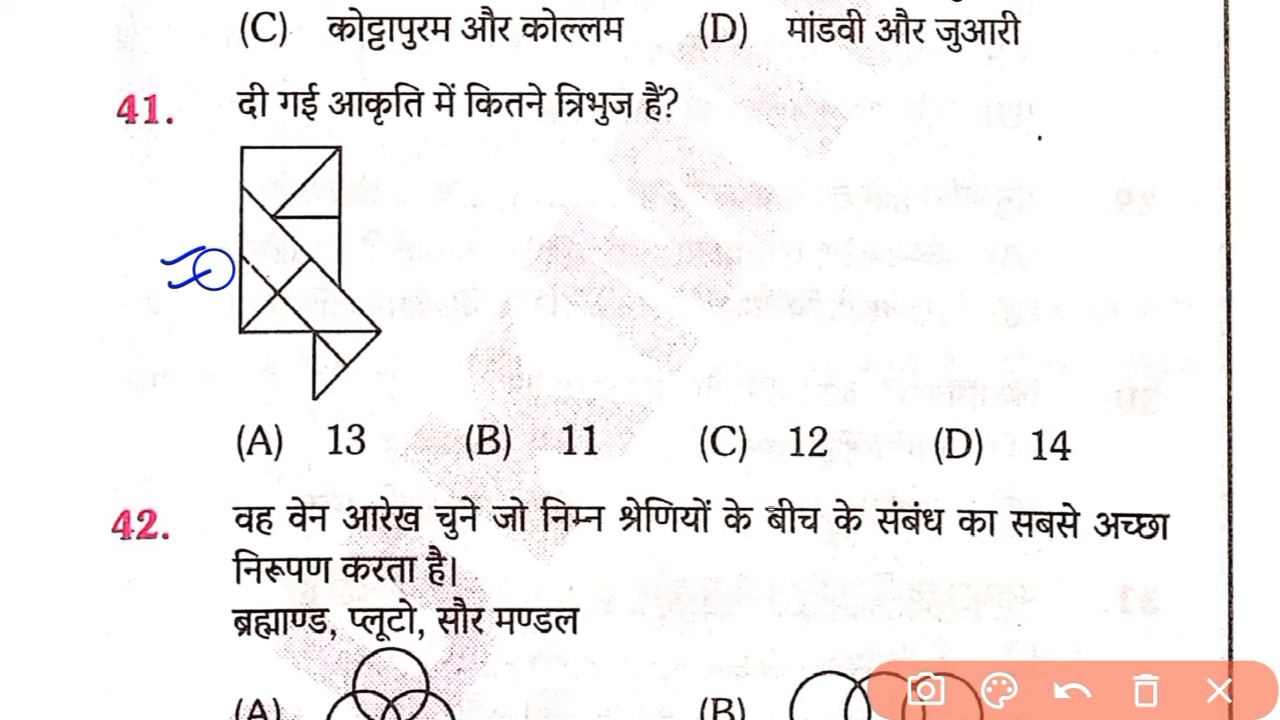 (C) कोट्टापुरम और कोल्लम (D) मांडवी और जुआरी
41. दी गई आकृति में कितने त्रिभुज हैं?
(A) 13 (B) 11 (C) 12 (D) 14
42. वह वेन आरेख चुने जो निम्न श्रेणियों के बीच के संबंध का सबसे अच्छा
निरूपण करता है।
ब्रह्माण्ड, प्लूटो, सौर मण्डल
(A) (B)